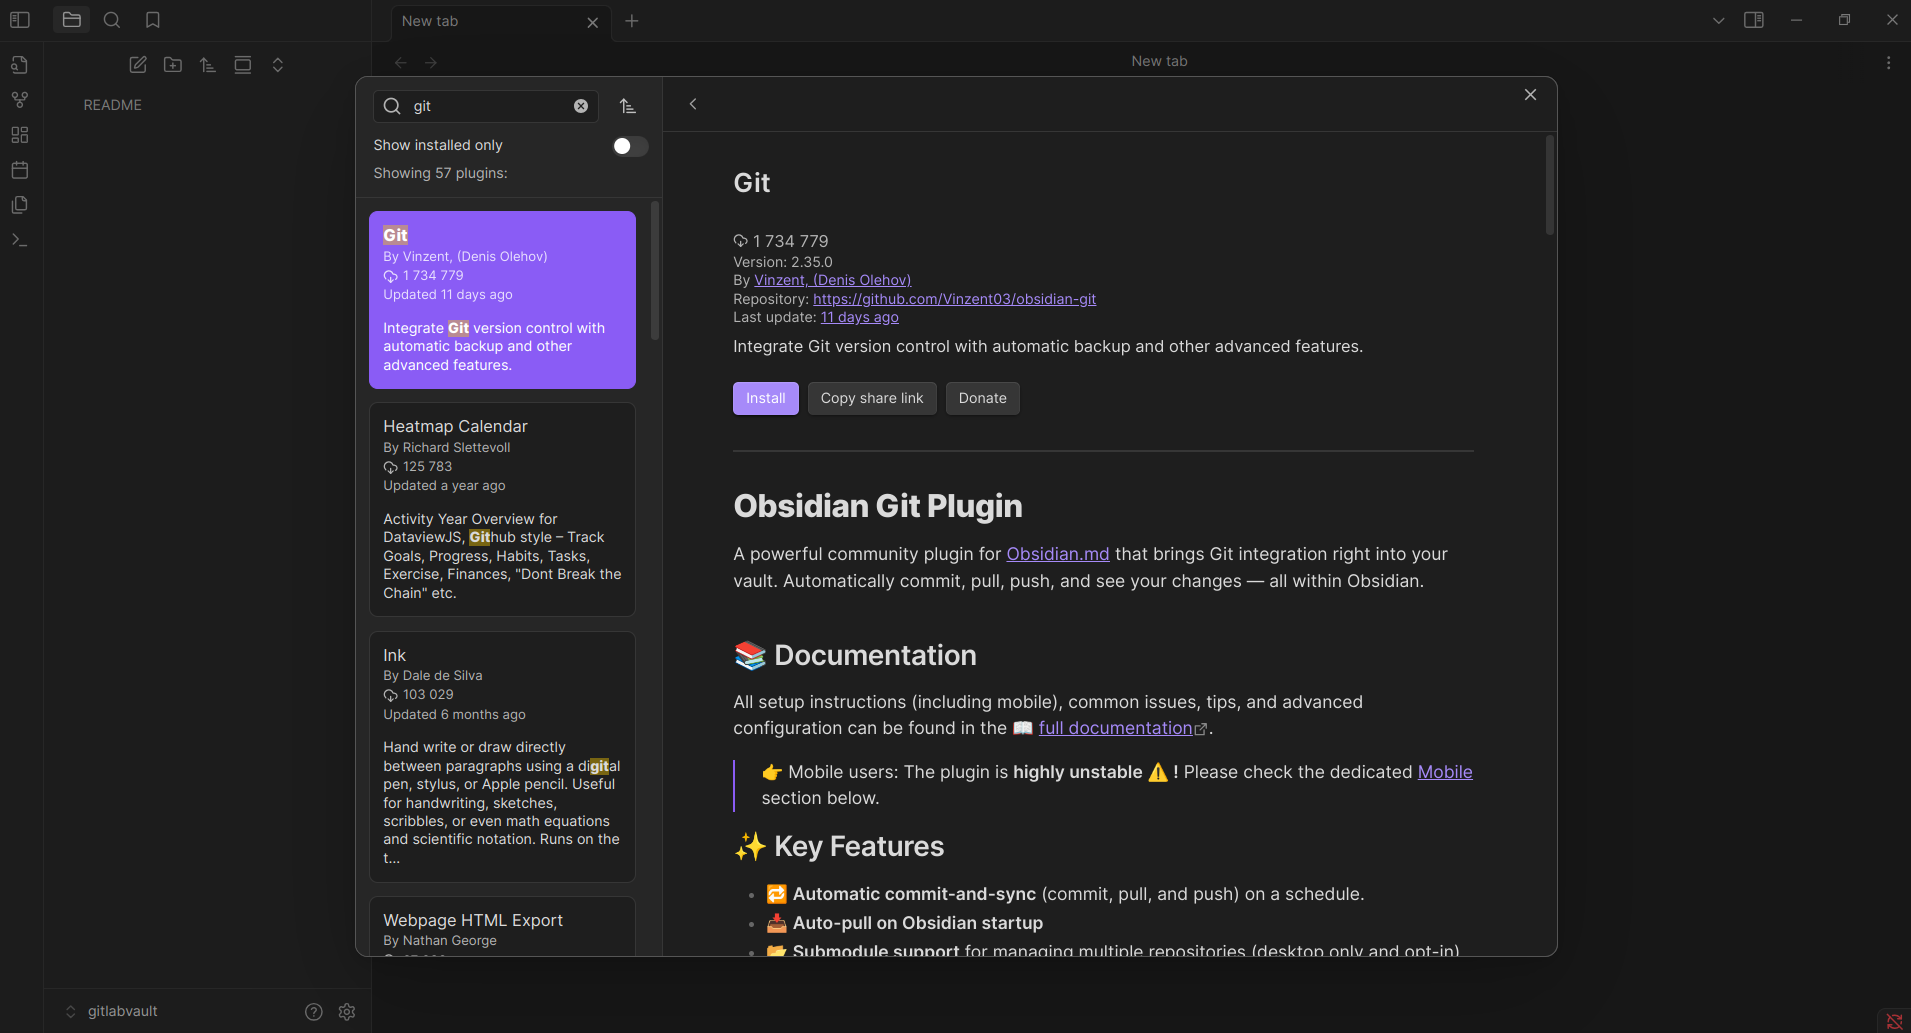 New tab
New tab
README
git
Show installed only
Showing 57 plugins:
Git
By Vinzent, (Denis Olehov)
1 734 779
Updated 11 days ago
Integrate Git version control with
automatic backup and other
advanced features.
Heatmap Calendar
By Richard Slettevoll
125 783
Updated a year ago
Activity Year Overview for
DataviewJS, Github style – Track
Goals, Progress, Habits, Tasks,
Exercise, Finances, "Dont Break the
Chain" etc.
Ink
By Dale de Silva
103 029
Updated 6 months ago
Hand write or draw directly
between paragraphs using a digital
pen, stylus, or Apple pencil. Useful
for handwriting, sketches,
scribbles, or even math equations
and scientific notation. Runs on the
t...
Webpage HTML Export
By Nathan George
Git
1 734 779
Version: 2.35.0
By Vinzent, (Denis Olehov)
Repository: https://github.com/Vinzent03/obsidian-git
Last update: 11 days ago
Integrate Git version control with automatic backup and other advanced features.
Install Copy share link Donate
Obsidian Git Plugin
A powerful community plugin for Obsidian.md that brings Git integration right into your
vault. Automatically commit, pull, push, and see your changes — all within Obsidian.
📚 Documentation
All setup instructions (including mobile), common issues, tips, and advanced
configuration can be found in the 📖 full documentation.
👉 Mobile users: The plugin is highly unstable ⚠️ ! Please check the dedicated Mobile
section below.
✨ Key Features
• 🔁 Automatic commit-and-sync (commit, pull, and push) on a schedule.
• 📥 Auto-pull on Obsidian startup
• 📂 Submodule support for managing multiple repositories (desktop only and opt-in)
gitlabvault